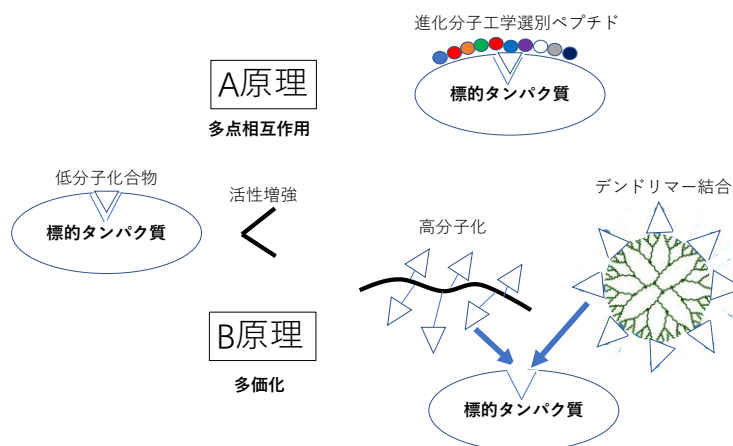 進化分子工学選別ペプチド
A原理
標的タンパク質
多点相互作用
低分子化合物
デンドリマー結合
活性増強
高分子化
標的タンパク質
B原理
多価化
標的タンパク質